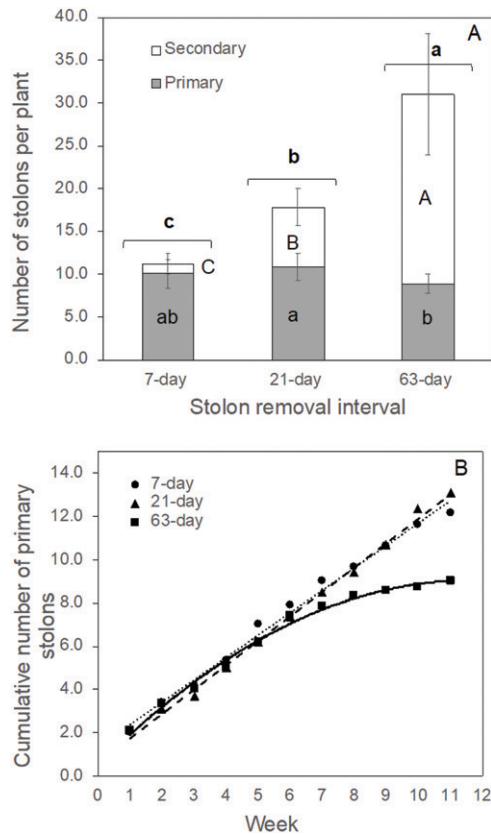 A
40.0
35.0
30.0
25.0
20.0
15.0
10.0
5.0
0.0
Number of stolons per plant
Secondary
Primary
a
b
c
A
B
C
ab
a
b
7-day 21-day 63-day
Stolon removal interval
B
14.0
12.0
10.0
8.0
6.0
4.0
2.0
0.0
Cumulative number of primary
stolons
7-day
21-day
63-day
0 1 2 3 4 5 6 7 8 9 10 11 12
Week